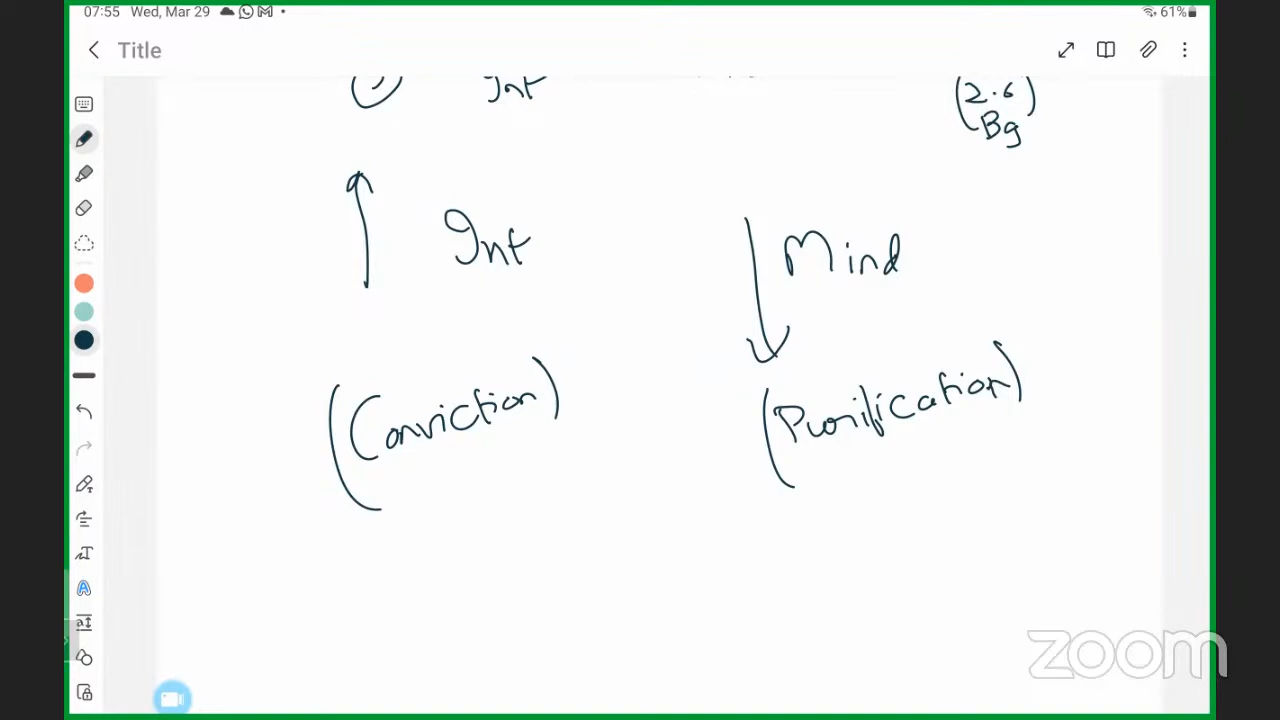 07:55 Wed, Mar 29
61%
Title
Int
(2.6)
Bg
Int
Mind
(Conviction)
(Purification)
zoom